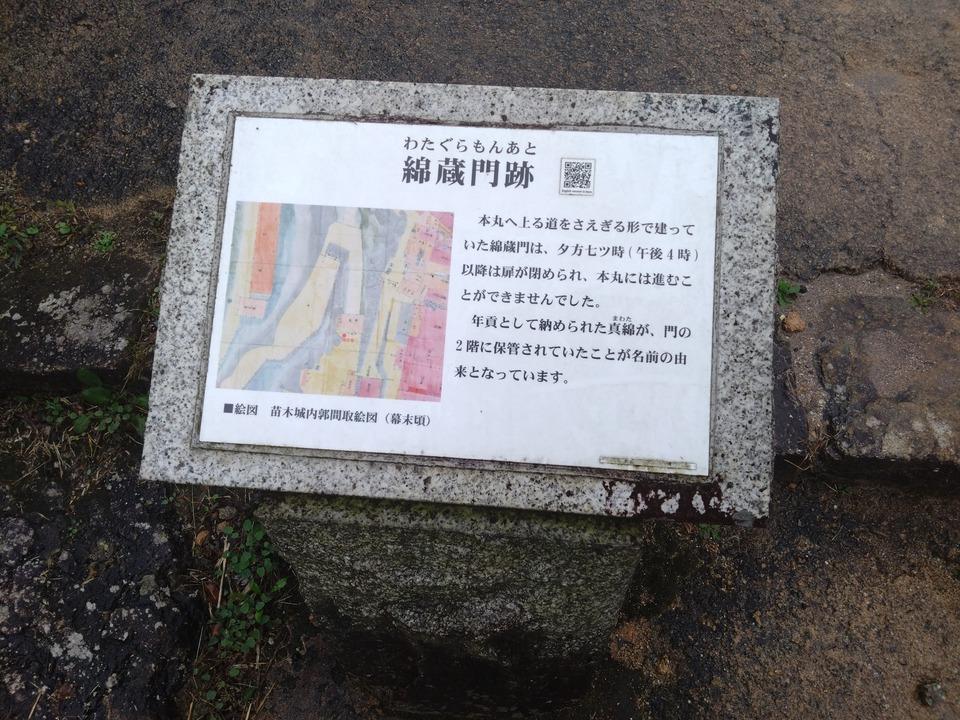 わたぐらもんあと
綿蔵門跡
本丸へ上る道をさえぎる形で建って
いた綿蔵門は、夕方七ツ時(午後4時)
以降は扉が閉められ、本丸には進むこ
とができませんでした。
年貢として納められた真綿が、門の
まわた
2階に保管されていたことが名前の由
来となっています。
■絵図 苗木城内郭間取絵図(幕末頃)